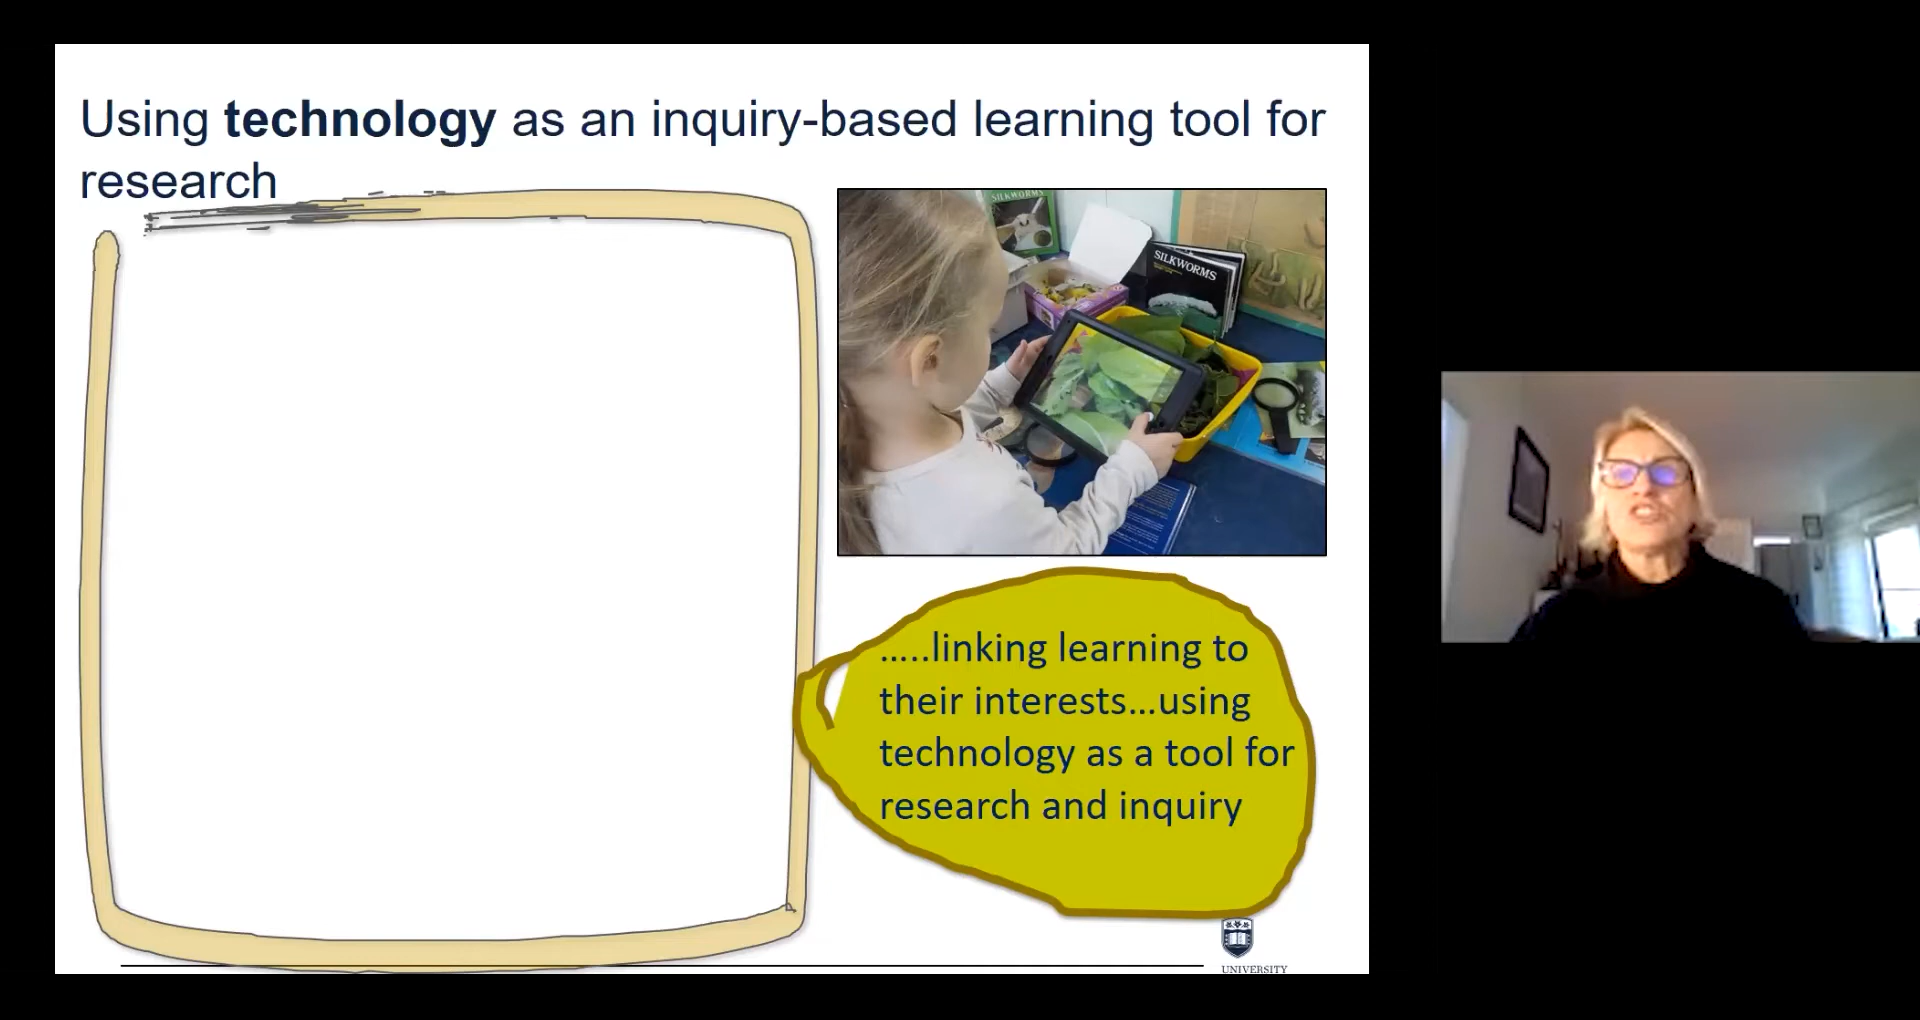 Using technology as an inquiry-based learning tool for
research
SILKWORMS
SILKWORMS
…..linking learning to
their interests…using
technology as a tool for
research and inquiry
UNIVERSITY